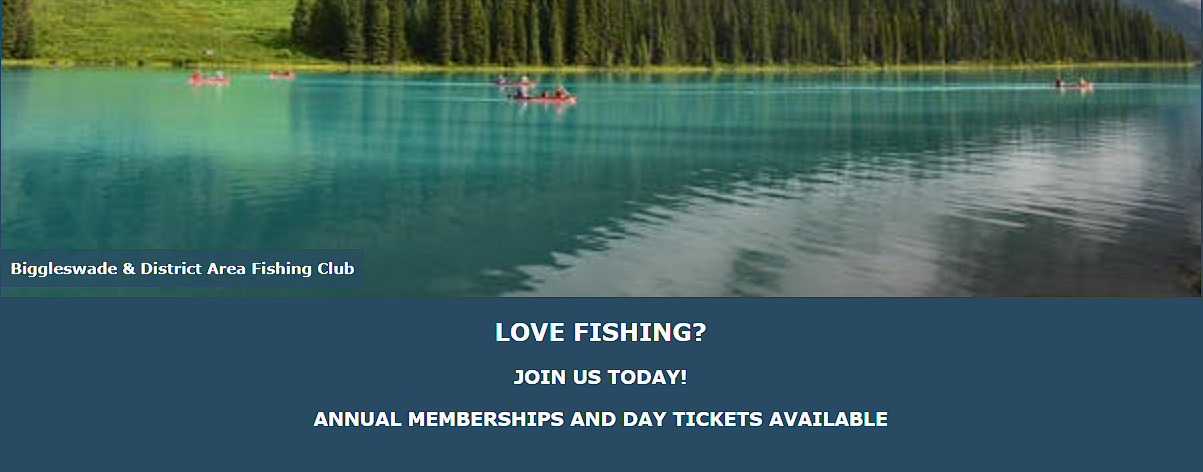 Biggleswade & District Area Fishing Club
LOVE FISHING?
JOIN US TODAY!
ANNUAL MEMBERSHIPS AND DAY TICKETS AVAILABLE